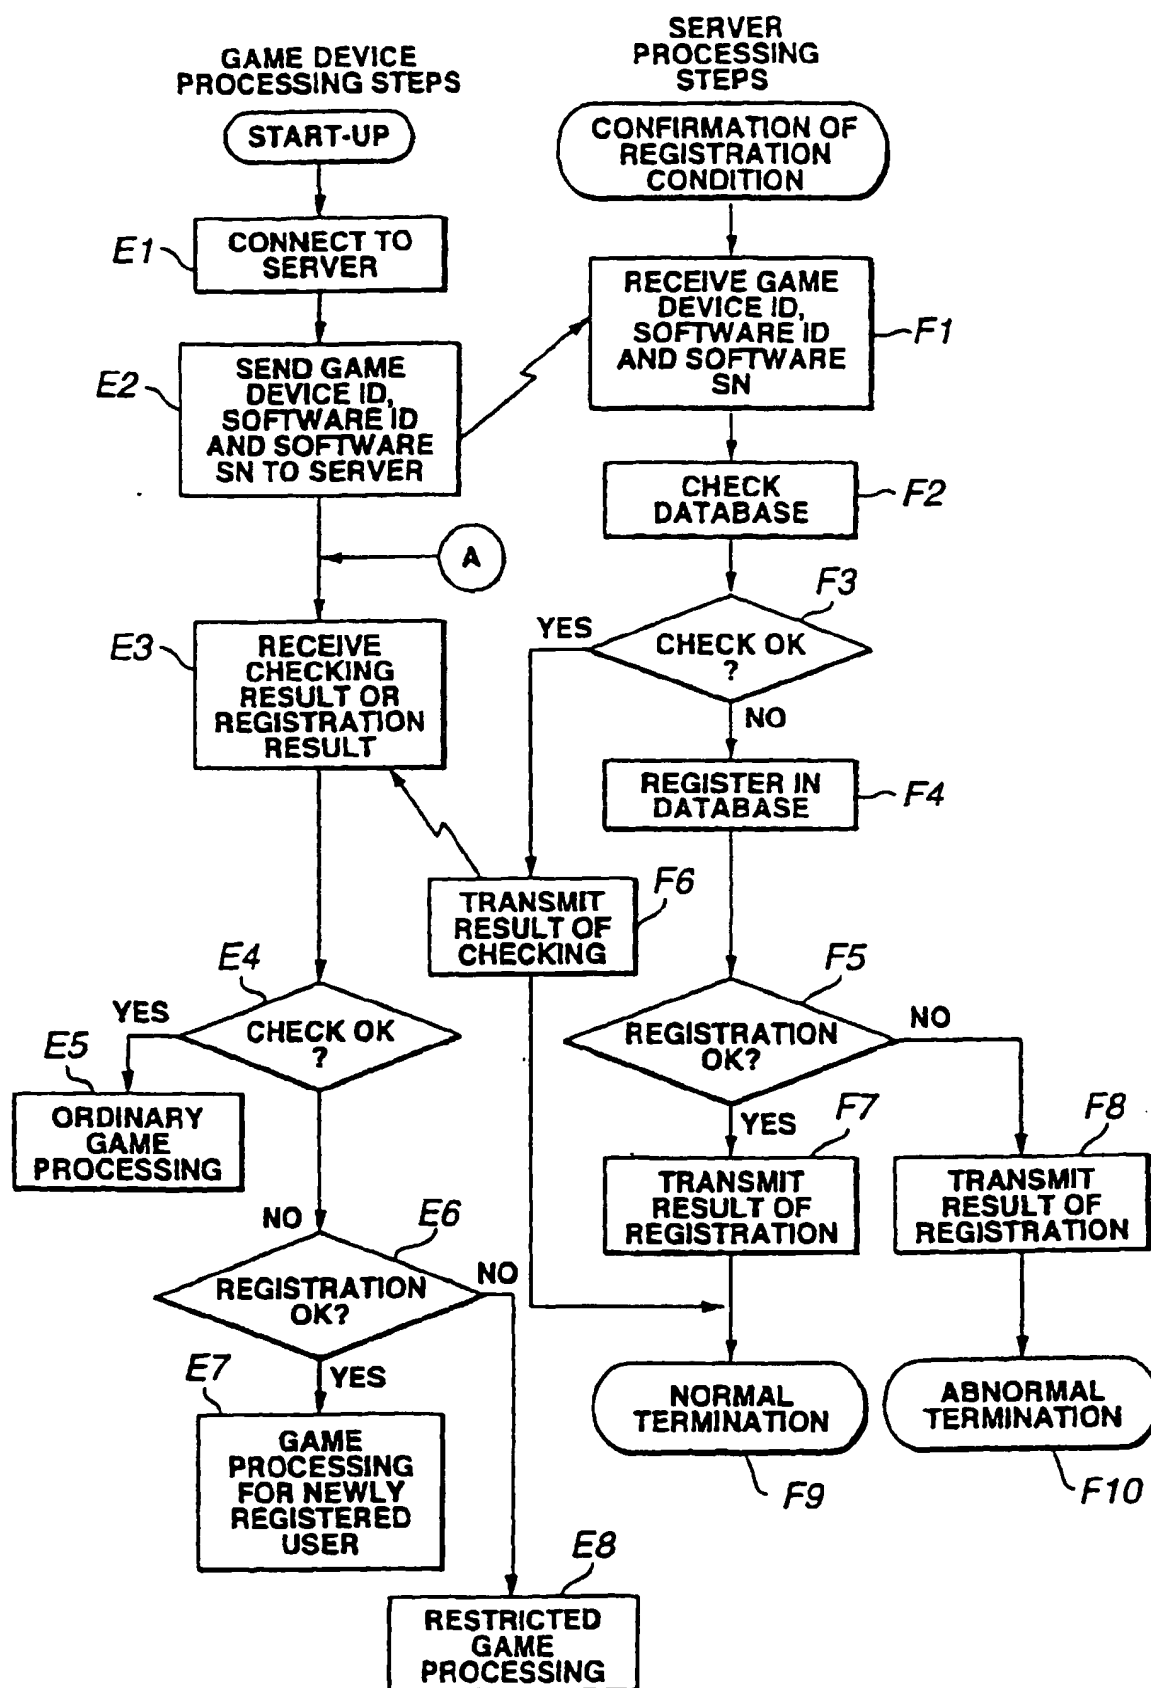 GAME DEVICE
PROCESSING STEPS
START-UP
E1
CONNECT TO
SERVER
E2
SEND GAME
DEVICE ID,
SOFTWARE ID
AND SOFTWARE
SN TO SERVER
A
E3
RECEIVE
CHECKING
RESULT OR
REGISTRATION
RESULT
E4
CHECK OK
?
YES
E5
ORDINARY
GAME
PROCESSING
NO
E6
REGISTRATION
OK?
NO
YES
E7
GAME
PROCESSING
FOR NEWLY
REGISTERED
USER
E8
RESTRICTED
GAME
PROCESSING
SERVER
PROCESSING
STEPS
CONFIRMATION OF
REGISTRATION
CONDITION
RECEIVE GAME
DEVICE ID,
SOFTWARE ID
AND SOFTWARE
SN
F1
CHECK
DATABASE
F2
F3
CHECK OK
?
YES
NO
REGISTER IN
DATABASE
F4
F6
TRANSMIT
RESULT OF
CHECKING
F5
REGISTRATION
OK?
NO
YES
F7
TRANSMIT
RESULT OF
REGISTRATION
F8
TRANSMIT
RESULT OF
REGISTRATION
NORMAL
TERMINATION
F9
ABNORMAL
TERMINATION
F10